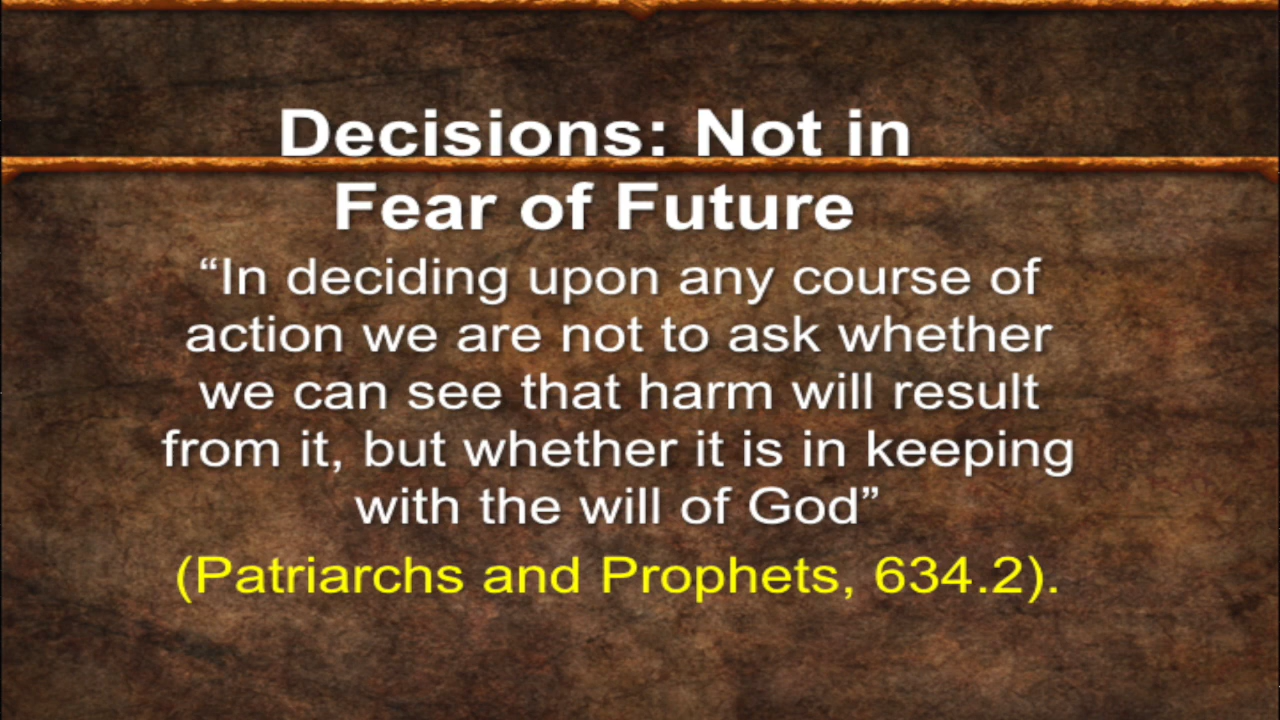 Decisions: Not in
Fear of Future
“In deciding upon any course of
action we are not to ask whether
we can see that harm will result
from it, but whether it is in keeping
with the will of God”
(Patriarchs and Prophets, 634.2).